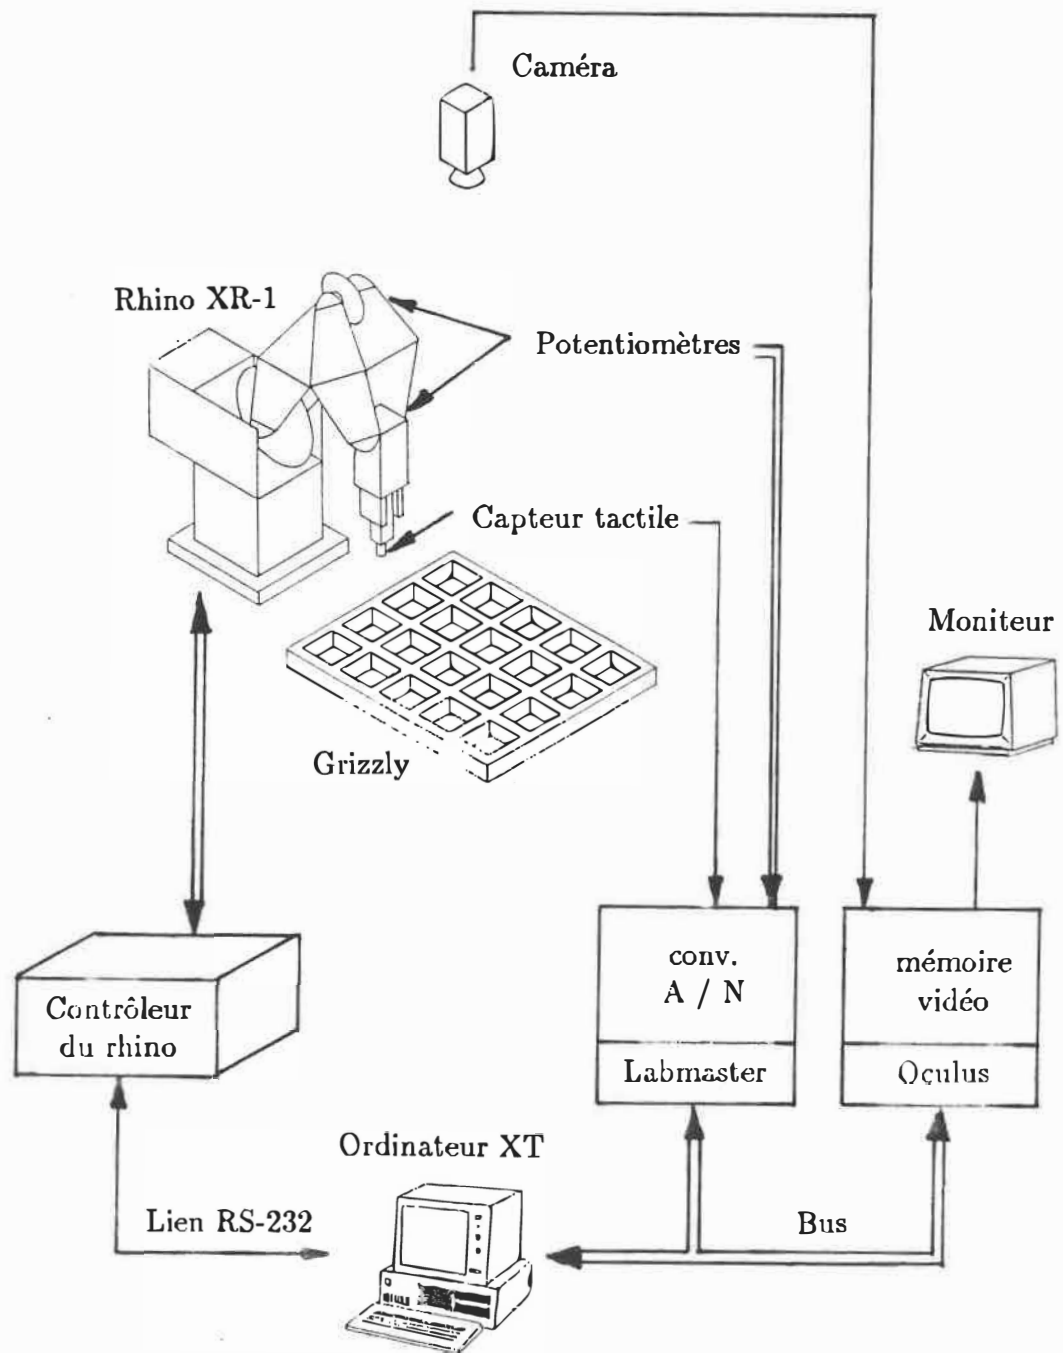 Caméra
Rhino XR-1
Potentiomètres
Capteur tactile
Moniteur
Grizzly
conv.
A / N
mémoire
vidéo
Contrôleur
du rhino
Labmaster
Oculus
Ordinateur XT
Lien RS-232
Bus